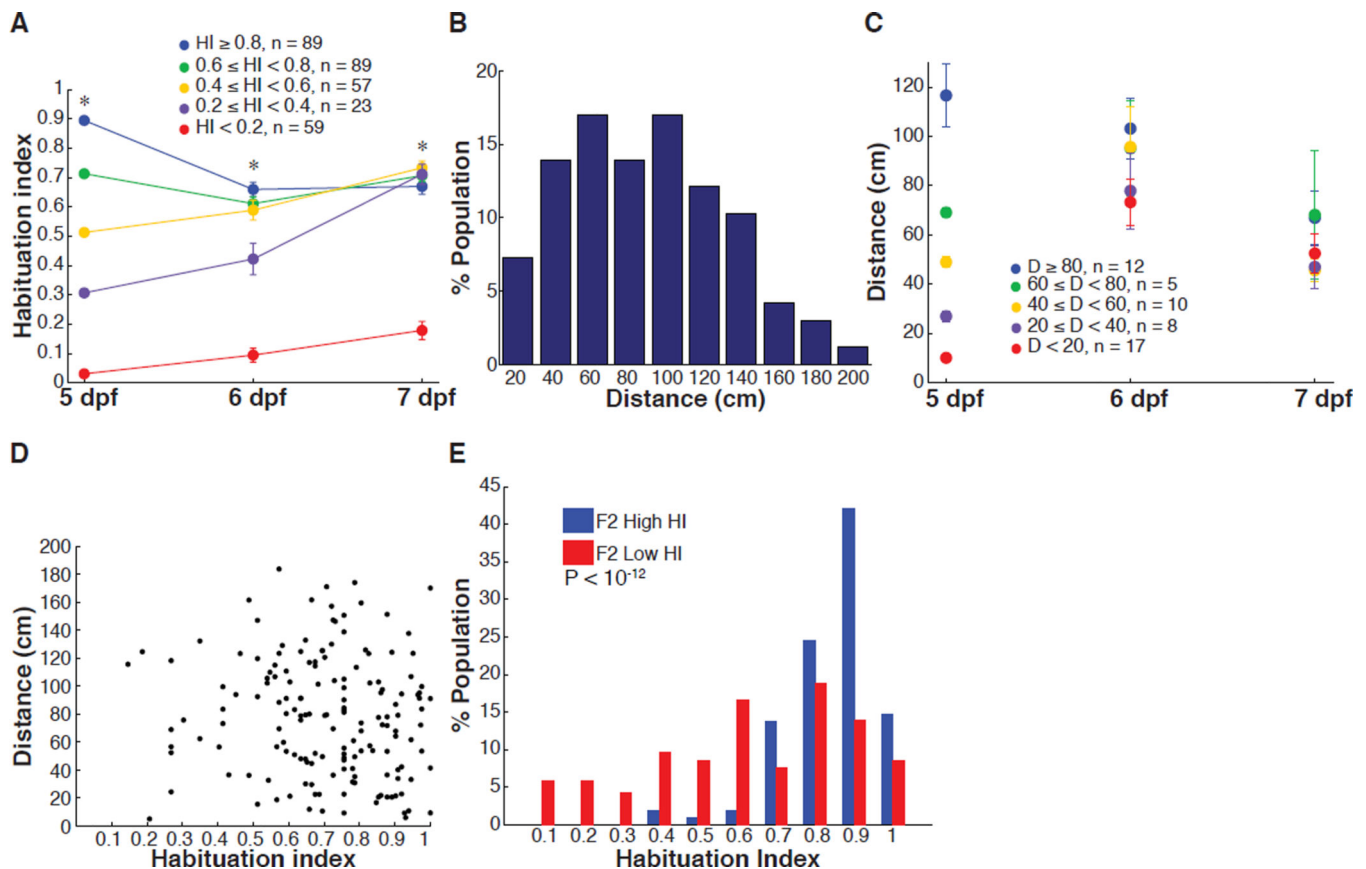 A
HI ≥ 0.8, n = 89
0.6 ≤ HI < 0.8, n = 89
0.4 ≤ HI < 0.6, n = 57
0.2 ≤ HI < 0.4, n = 23
HI < 0.2, n = 59
Habituation index
1
0.9
0.8
0.7
0.6
0.5
0.4
0.3
0.2
0.1
0
*
*
*
5 dpf 6 dpf 7 dpf
B
% Population
20
15
10
5
0
20 40 60 80 100 120 140 160 180 200
Distance (cm)
C
Distance (cm)
120
100
80
60
40
20
0
D ≥ 80, n = 12
60 ≤ D < 80, n = 5
40 ≤ D < 60, n = 10
20 ≤ D < 40, n = 8
D < 20, n = 17
5 dpf 6 dpf 7 dpf
D
Distance (cm)
200
180
160
140
120
100
80
60
40
20
0
0.1 0.2 0.3 0.4 0.5 0.6 0.7 0.8 0.9 1
Habituation index
E
% Population
45
40
35
30
25
20
15
10
5
0
F2 High HI
F2 Low HI
P < 10⁻¹²
0.1 0.2 0.3 0.4 0.5 0.6 0.7 0.8 0.9 1
Habituation Index